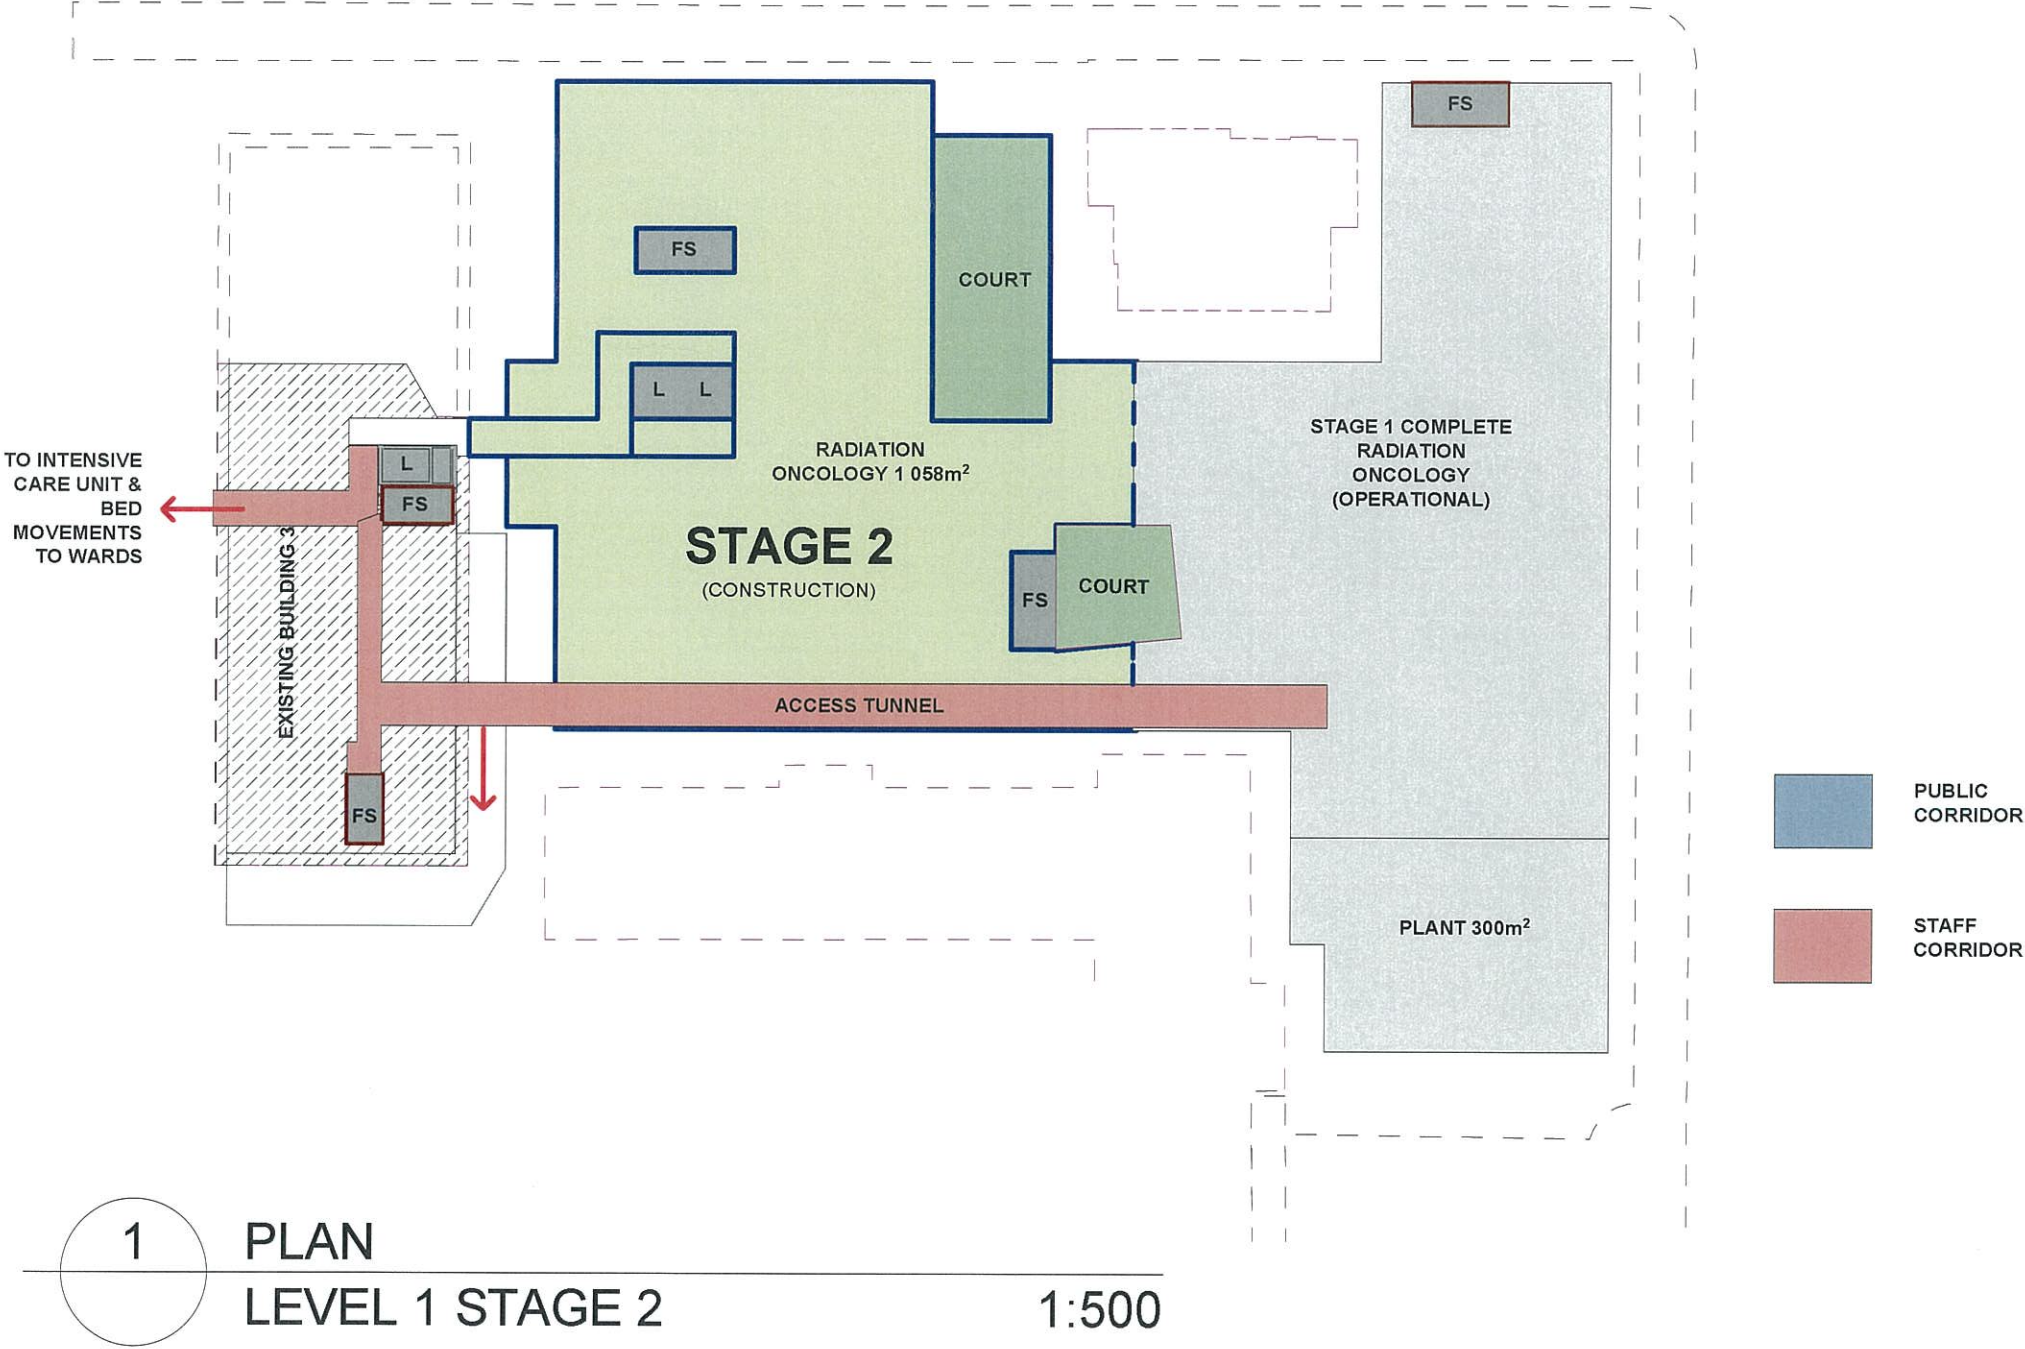 FS
FS
COURT
L
L
STAGE 1 COMPLETE
RADIATION
ONCOLOGY
(OPERATIONAL)
RADIATION
ONCOLOGY 1 058m²
TO INTENSIVE
CARE UNIT &
BED
MOVEMENTS
TO WARDS
L
FS
STAGE 2
(CONSTRUCTION)
FS
COURT
EXISTING BUILDING 3
ACCESS TUNNEL
FS
PUBLIC
CORRIDOR
STAFF
CORRIDOR
PLANT 300m²
1
PLAN
LEVEL 1 STAGE 2
1:500